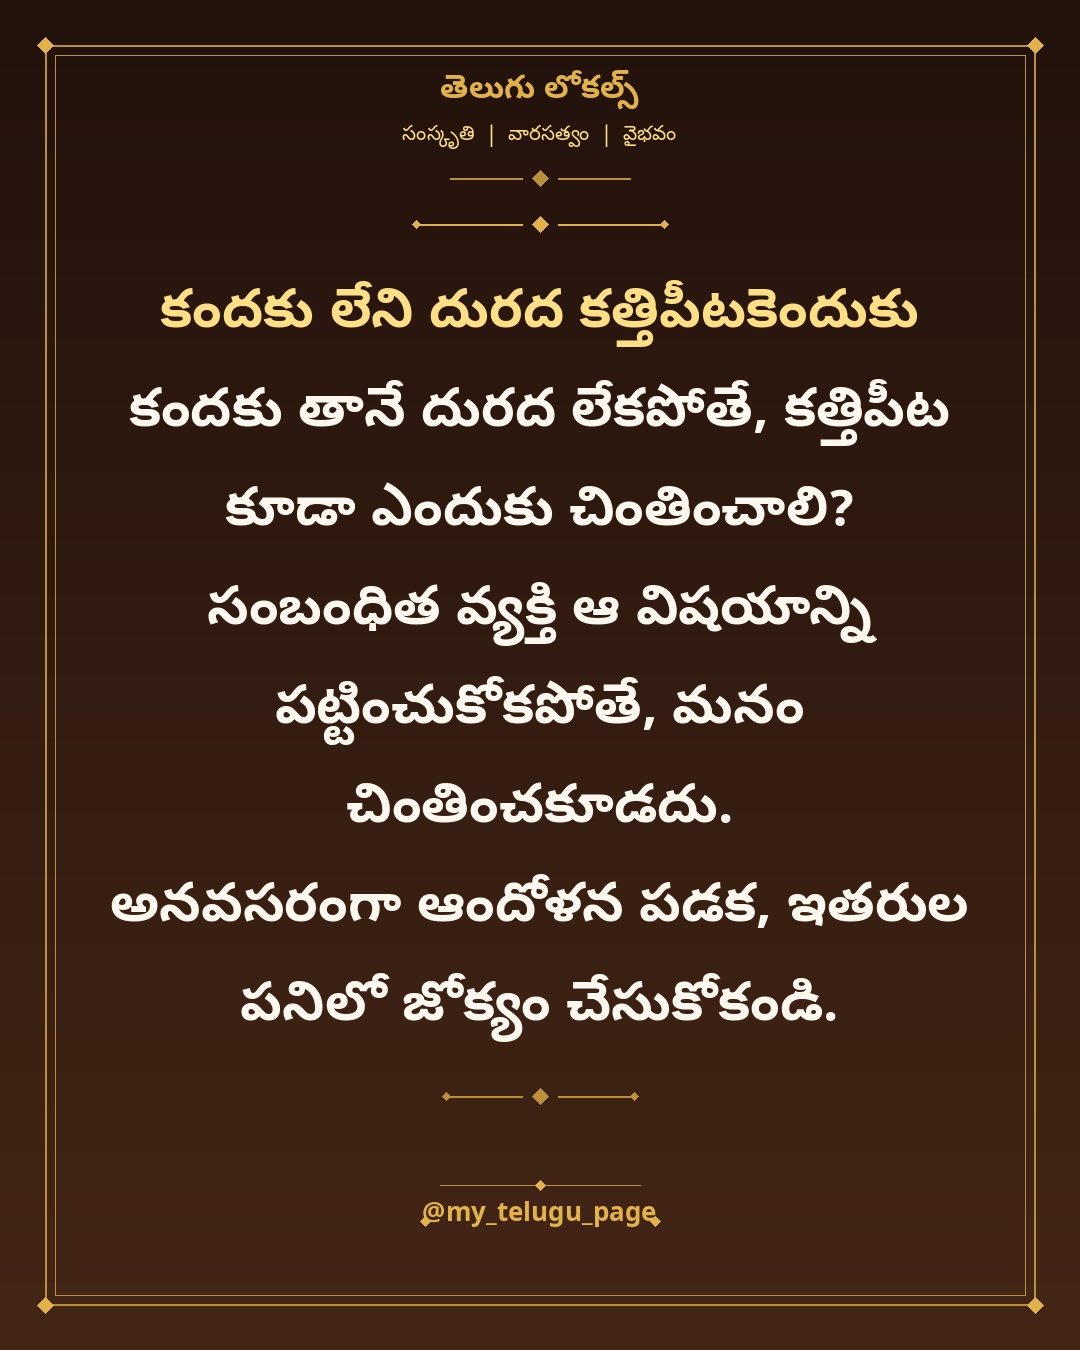 తెలుగు లోకల్స్
సంస్కృతి | వారసత్వం | వైభవం
కందకు లేని దురద కత్తిపీటకెందుకు
కందకు తానే దురద లేకపోతే, కత్తిపీట
కూడా ఎందుకు చింతించాలి?
సంబంధిత వ్యక్తి ఆ విషయాన్ని
పట్టించుకోకపోతే, మనం
చింతించకూడదు.
అనవసరంగా ఆందోళన పడక, ఇతరుల
పనిలో జోక్యం చేసుకోకండి.
@my_telugu_page